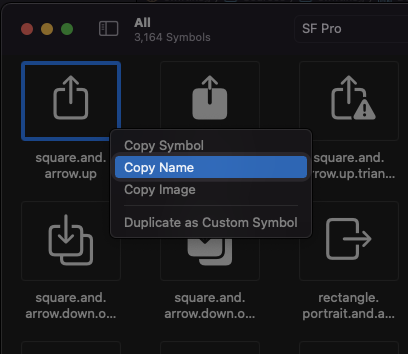 All
3,164 Symbols
SF Pro
square.and.
arrow.up
square.and.
rrow.up.trian...
Copy Symbol
Copy Name
Copy Image
Duplicate as Custom Symbol
square.and.
arrow.down.o...
square.and.
arrow.down.o...
rectangle.
portrait.and.a...